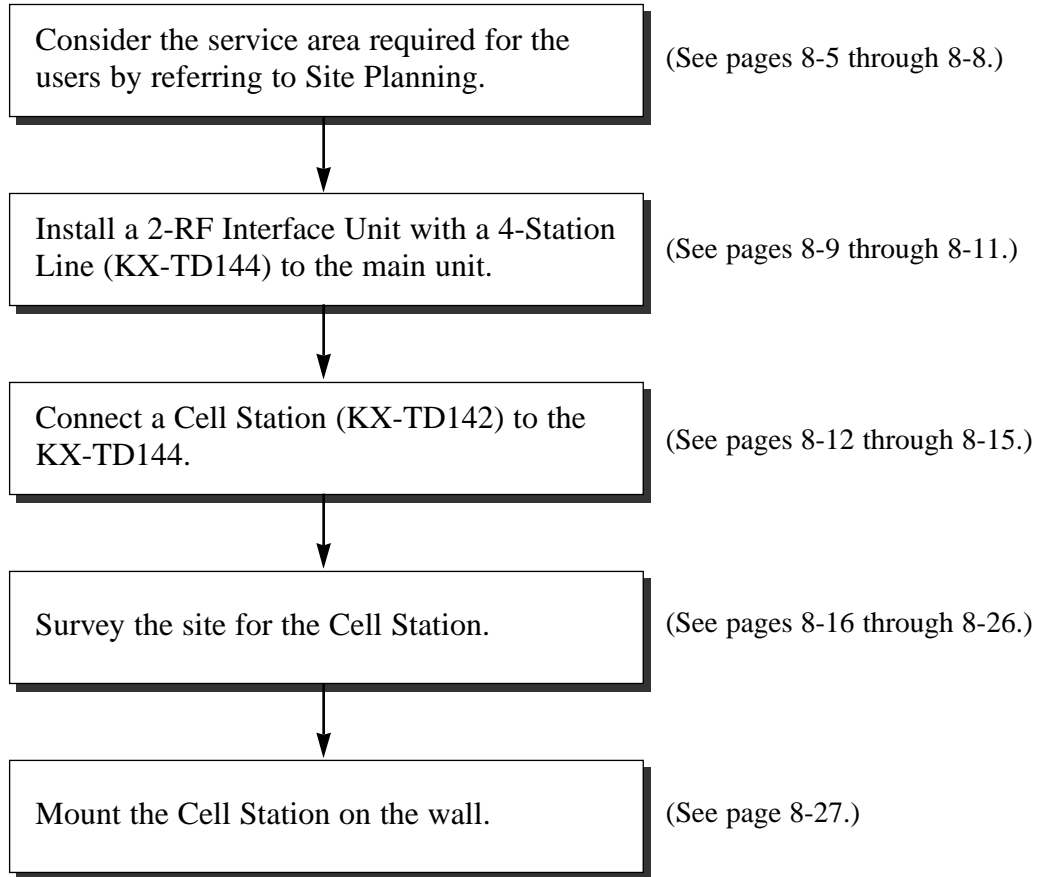 Consider the service area required for the
users by referring to Site Planning.
(See pages 8-5 through 8-8.)
Install a 2-RF Interface Unit with a 4-Station
Line (KX-TD144) to the main unit.
(See pages 8-9 through 8-11.)
Connect a Cell Station (KX-TD142) to the
KX-TD144.
(See pages 8-12 through 8-15.)
Survey the site for the Cell Station.
(See pages 8-16 through 8-26.)
Mount the Cell Station on the wall.
(See page 8-27.)